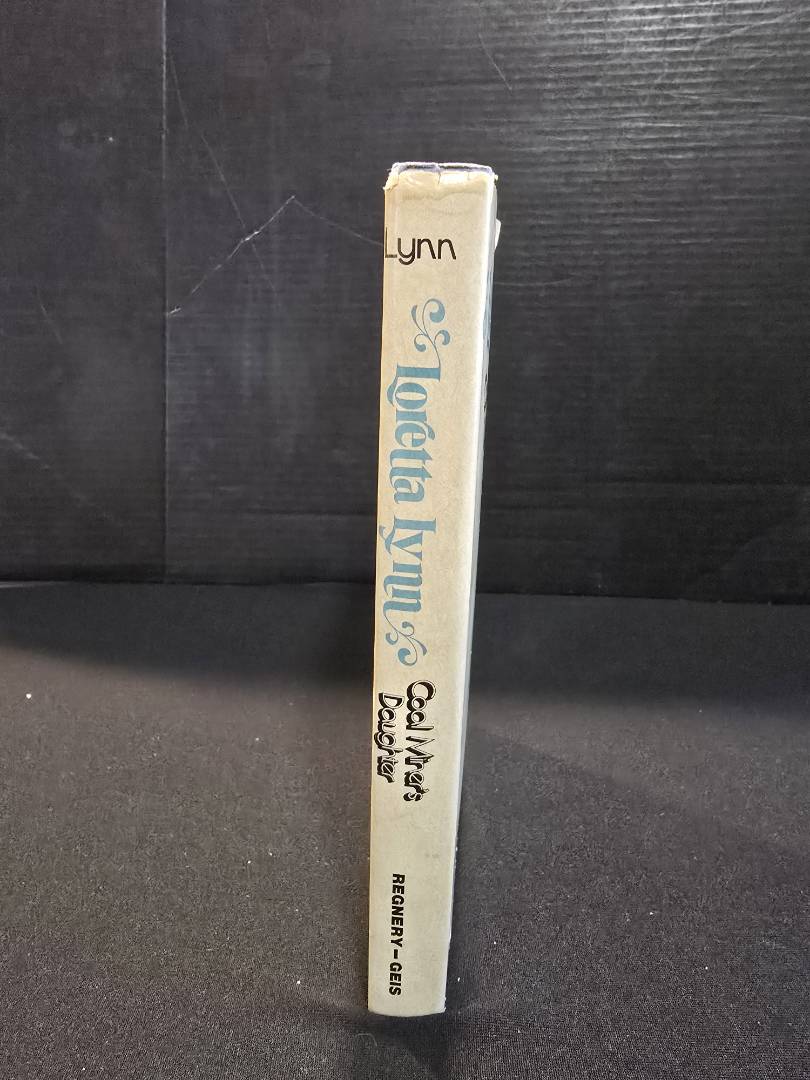 Lynn
Loretta Lynn
Coal Miner's
Daughter
REGNERY-GEIS